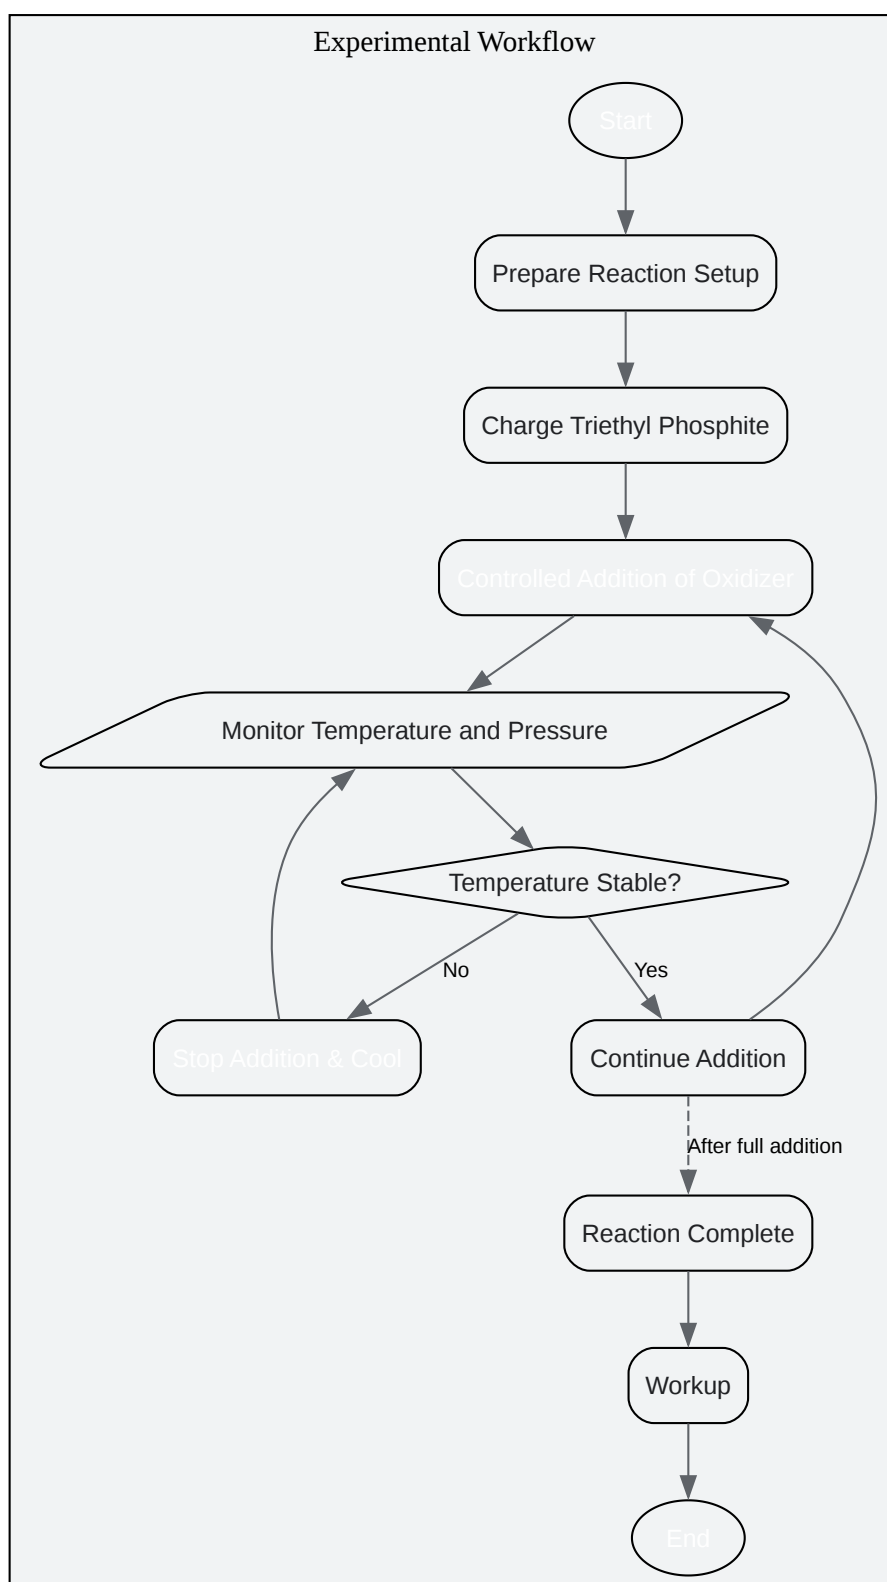 Experimental Workflow
Start
Prepare Reaction Setup
Charge Triethyl Phosphite
Controlled Addition of Oxidizer
Monitor Temperature and Pressure
Temperature Stable?
No
Yes
Stop Addition & Cool
Continue Addition
After full addition
Reaction Complete
Workup
End